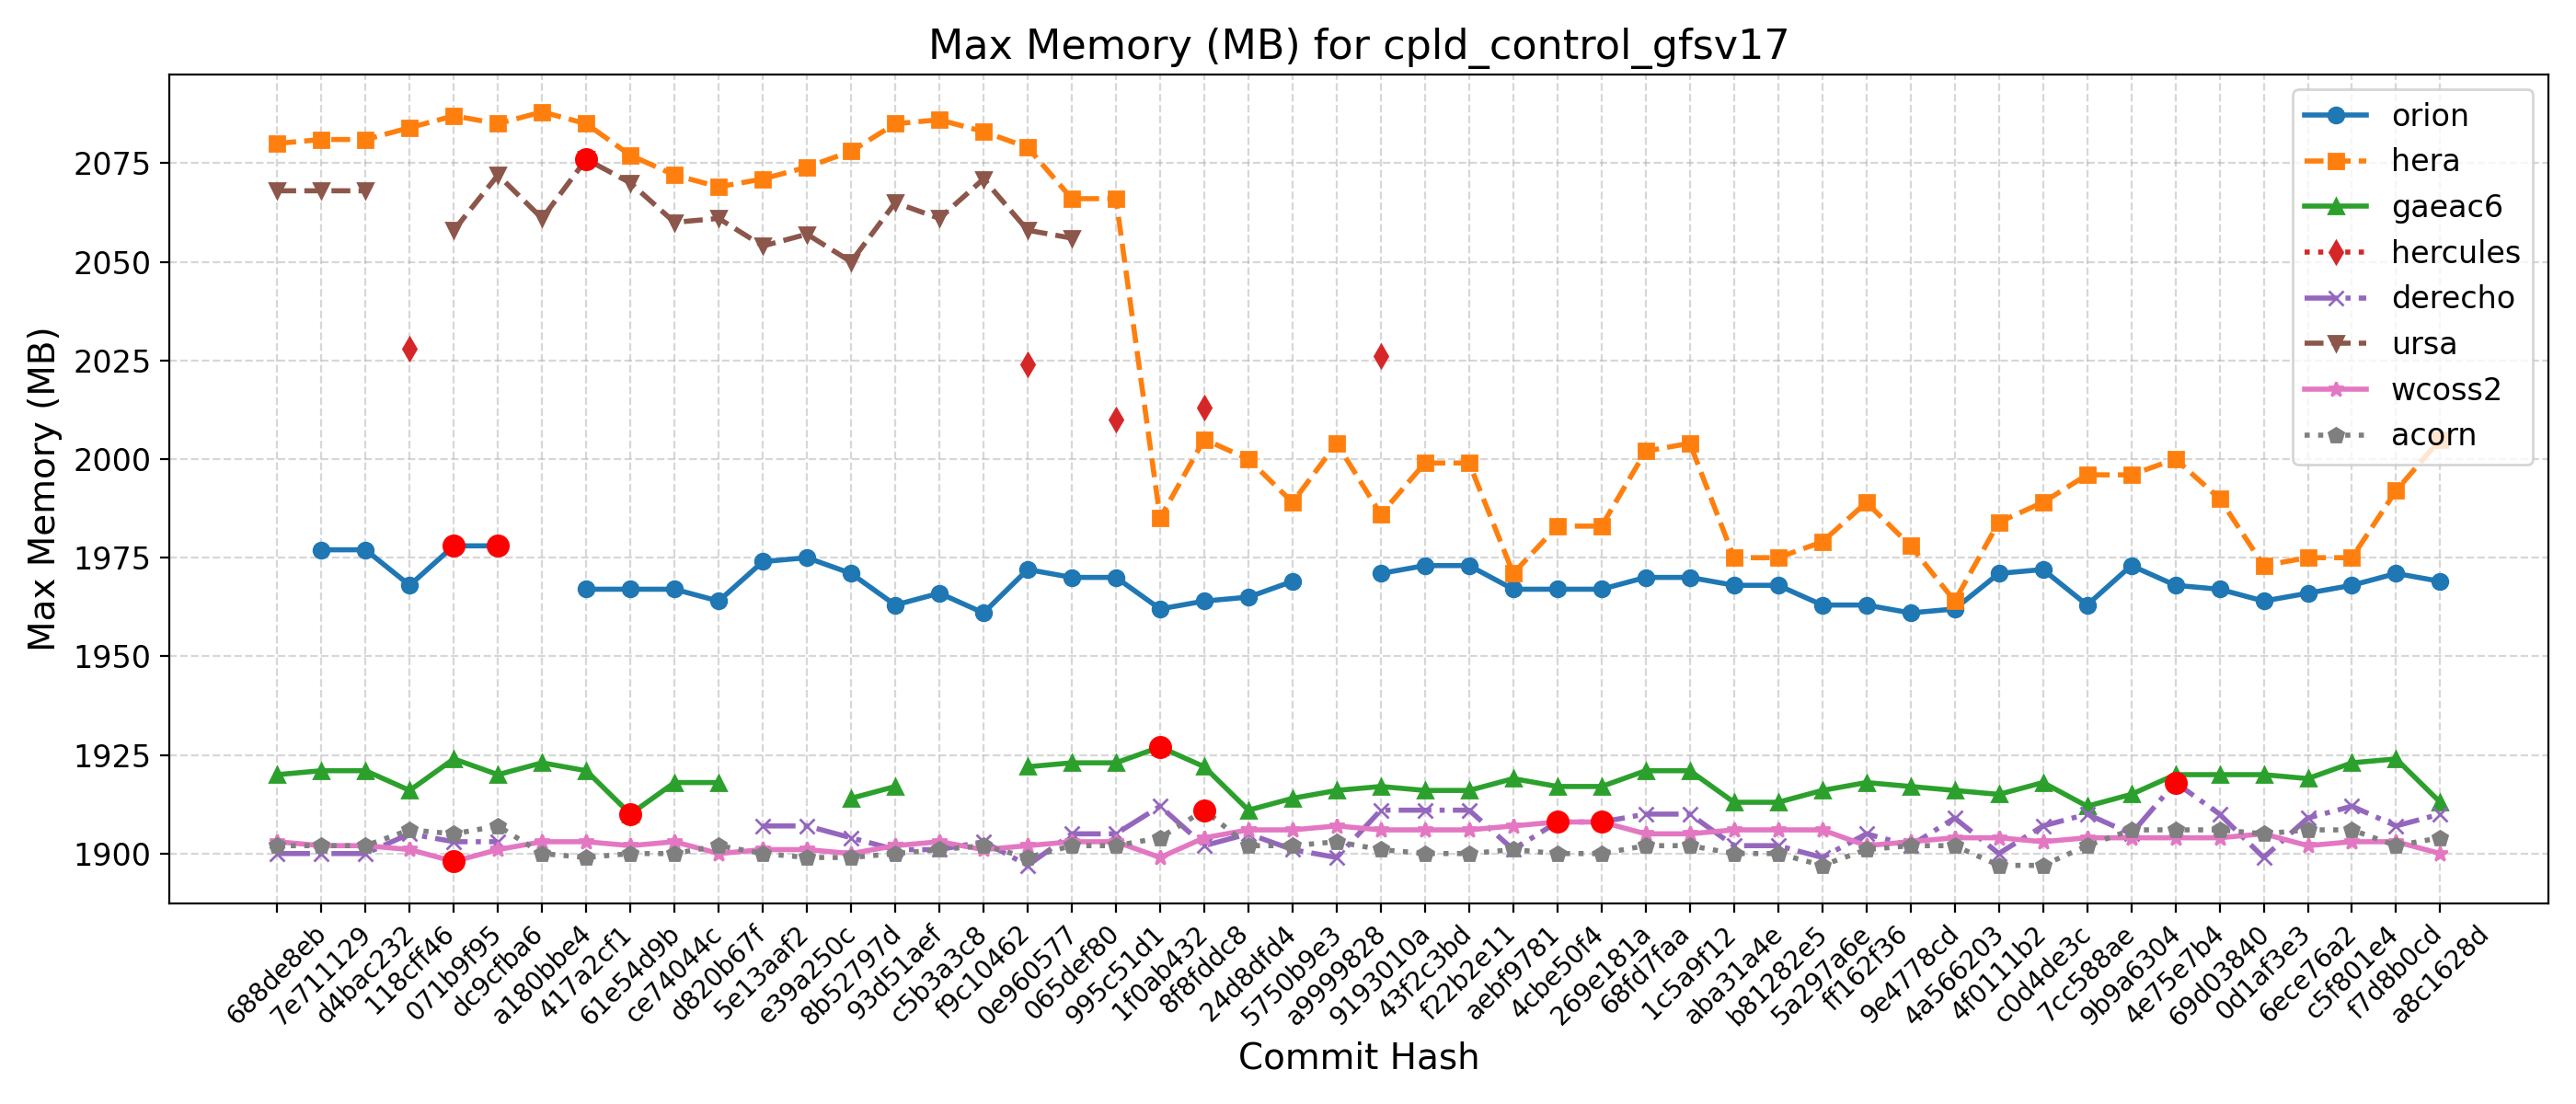 Max Memory (MB) for cpld_control_gfsv17
Max Memory (MB)
2075
2050
2025
2000
1975
1950
1925
1900
orion
hera
gaeac6
hercules
derecho
ursa
wcoss2
acorn
688de8eb
7e711129
d4bac232
118cff46
071b9f95
dc9cfba6
a180bbe4
417a2cf1
61e54d9b
ce74044c
d820b67f
5e13aaf2
e39a250c
8b52797d
93d51aef
c5b3a3c8
f9c10462
0e960577
065def80
995c51d1
1f0ab432
8f8fddc8
24d8dfd4
5750b9e3
a9999828
9193010a
43f2c3bd
f22b2e11
aebf9781
4cbe50f4
269e181a
68fd7faa
1c5a9f12
aba31a4e
b81282e5
5a297a6e
ff162f36
9e4778cd
4a566203
4f0111b2
c0d4de3c
7cc588ae
9b9a6304
4e75e7b4
69d03840
0d1af3e3
6ece76a2
c5f801e4
f7d8b0cd
a8c1628d
Commit Hash